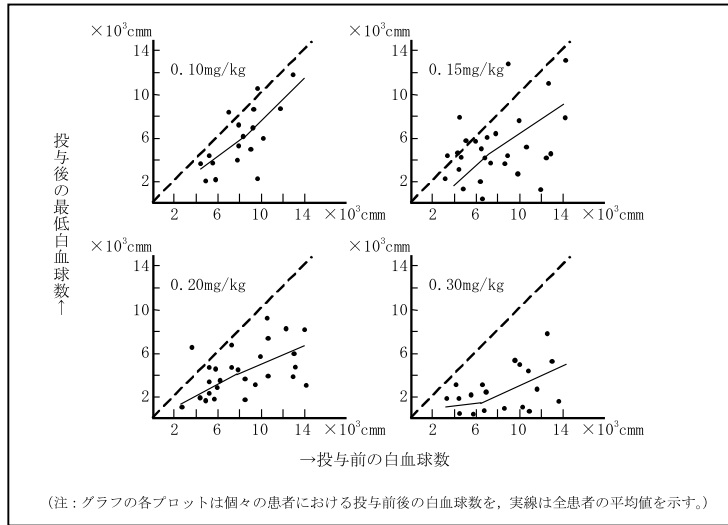 ×10³cmm
14
0.10mg/kg
10
6
2
2 6 10 14 ×10³cmm
×10³cmm
14
0.15mg/kg
10
6
2
2 6 10 14 ×10³cmm
投与後の最低白血球数↑
×10³cmm
14
0.20mg/kg
10
6
2
2 6 10 14 ×10³cmm
×10³cmm
14
0.30mg/kg
10
6
2
2 6 10 14 ×10³cmm
→投与前の白血球数
(注:グラフの各プロットは個々の患者における投与前後の白血球数を,実線は全患者の平均値を示す。)